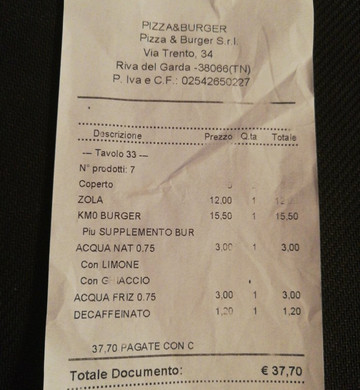 PIZZA&BURGER
Pizza & Burger S.r.l.
Via Trento, 34
Riva del Garda -38066(TN)
P. Iva e C.F.: 02542650227
Descrizione Prezzo Q.ta Totale
--- Tavolo 33 ---
N° prodotti: 7
Coperto
ZOLA 12,00 1
KM0 BURGER 15,50 1 15,50
Piu SUPPLEMENTO BUR
ACQUA NAT 0.75 3,00 1 3,00
Con LIMONE
Con GHIACCIO
ACQUA FRIZ 0.75 3,00 1 3,00
DECAFFEINATO 1,20 1 1,20
37,70 PAGATE CON C
Totale Documento: € 37,70